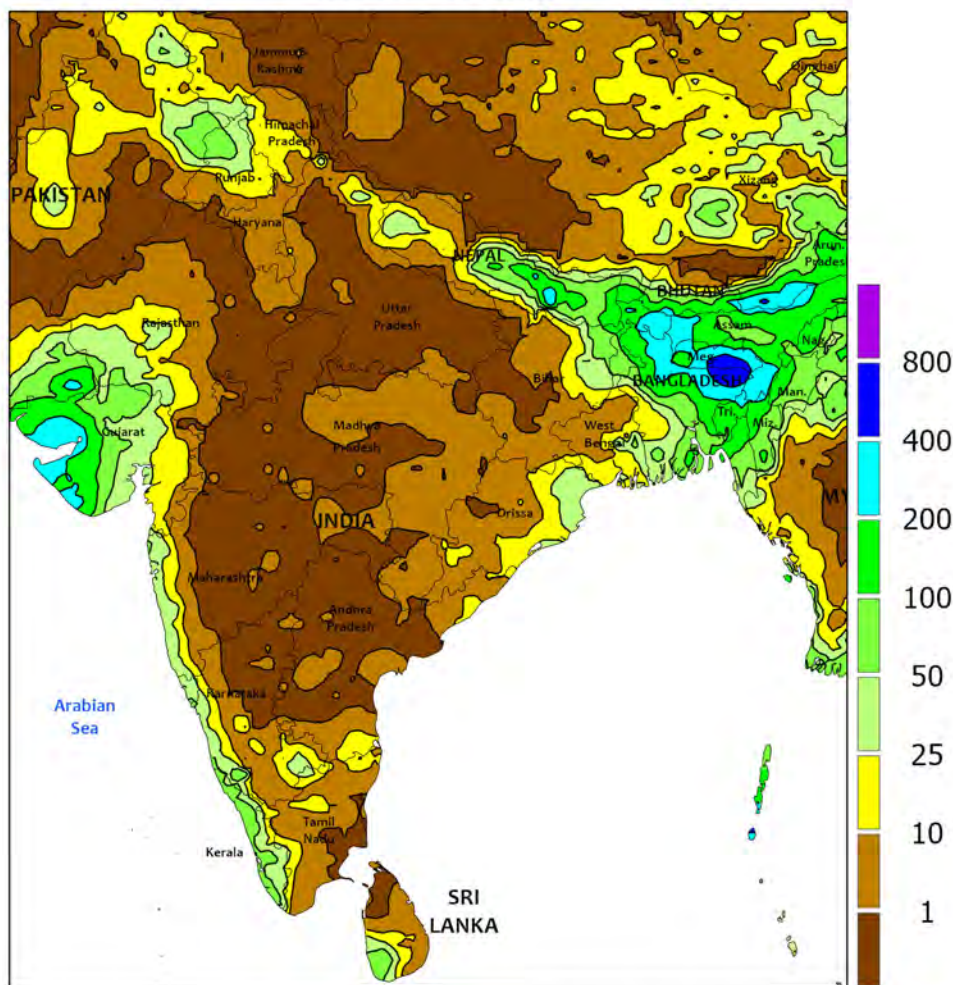 Jammu &
Kashmir
Qinghai
Himachal
Pradesh
PAKISTAN
Punjab
Xizang
Haryana
NEPAL
Arun.
Pradesh
BHUTAN
Rajasthan
Uttar
Pradesh
Assam
Nag.
Meg.
Bihar
BANGLADESH
Man.
Tri.
Miz.
Gujarat
Madhya
Pradesh
West
Bengal
INDIA
Orissa
MY
Maharashtra
Andhra
Pradesh
Karnataka
Arabian
Sea
Tamil
Nadu
Kerala
SRI
LANKA
800
400
200
100
50
25
10
1